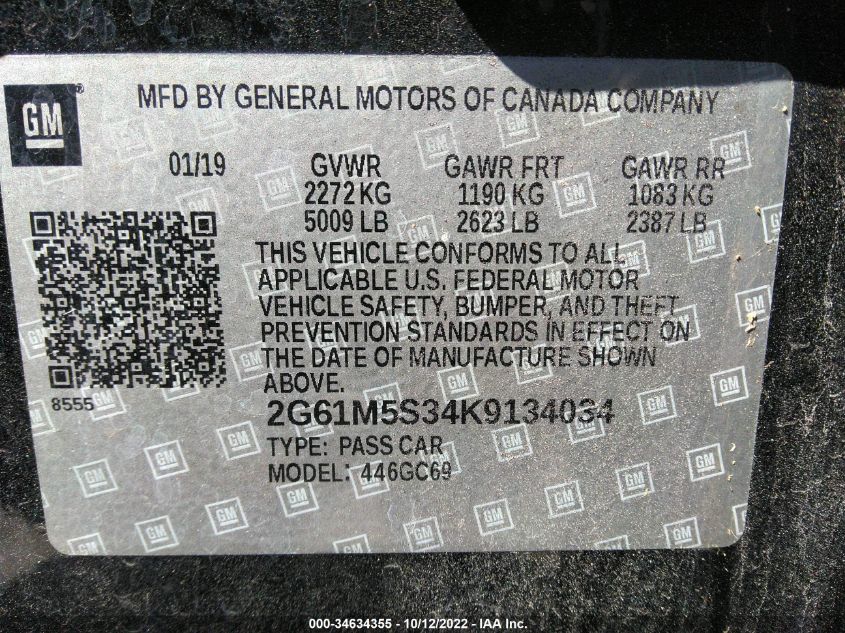 GM®
MFD BY GENERAL MOTORS OF CANADA COMPANY
01/19 GVWR GAWR FRT GAWR RR
2272 KG 1190 KG 1083 KG
5009 LB 2623 LB 2387 LB
THIS VEHICLE CONFORMS TO ALL
APPLICABLE U.S. FEDERAL MOTOR
VEHICLE SAFETY, BUMPER, AND THEFT
PREVENTION STANDARDS IN EFFECT ON
THE DATE OF MANUFACTURE SHOWN
ABOVE.
8555
2G61M5S34K9134034
TYPE: PASS CAR
MODEL: 446GC69
000-34634355 - 10/12/2022 - IAA Inc.